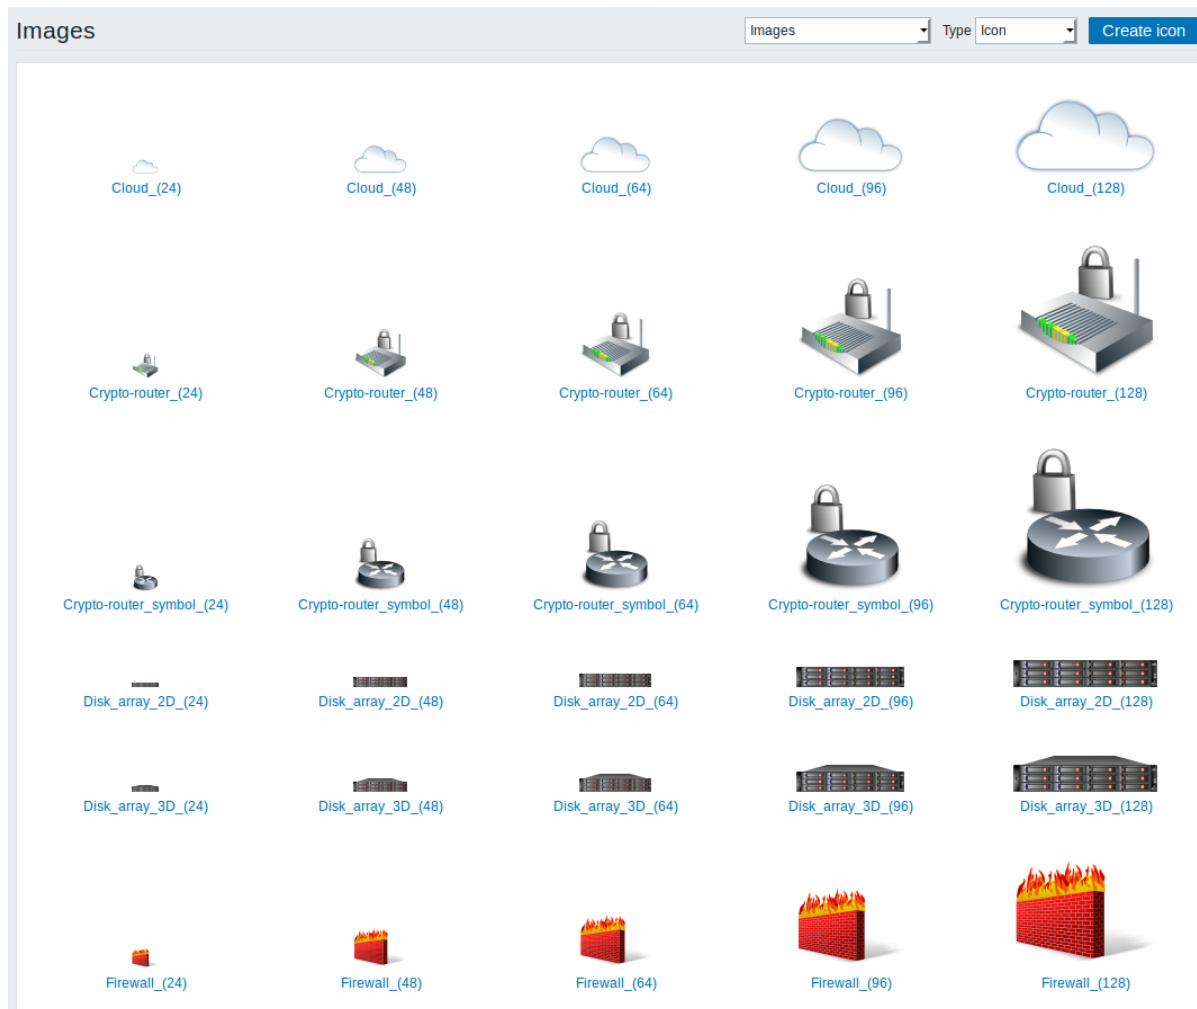 Images Images Type Icon Create icon
Cloud_(24) Cloud_(48) Cloud_(64) Cloud_(96) Cloud_(128)
Crypto-router_(24) Crypto-router_(48) Crypto-router_(64) Crypto-router_(96) Crypto-router_(128)
Crypto-router_symbol_(24) Crypto-router_symbol_(48) Crypto-router_symbol_(64) Crypto-router_symbol_(96) Crypto-router_symbol_(128)
Disk_array_2D_(24) Disk_array_2D_(48) Disk_array_2D_(64) Disk_array_2D_(96) Disk_array_2D_(128)
Disk_array_3D_(24) Disk_array_3D_(48) Disk_array_3D_(64) Disk_array_3D_(96) Disk_array_3D_(128)
Firewall_(24) Firewall_(48) Firewall_(64) Firewall_(96) Firewall_(128)